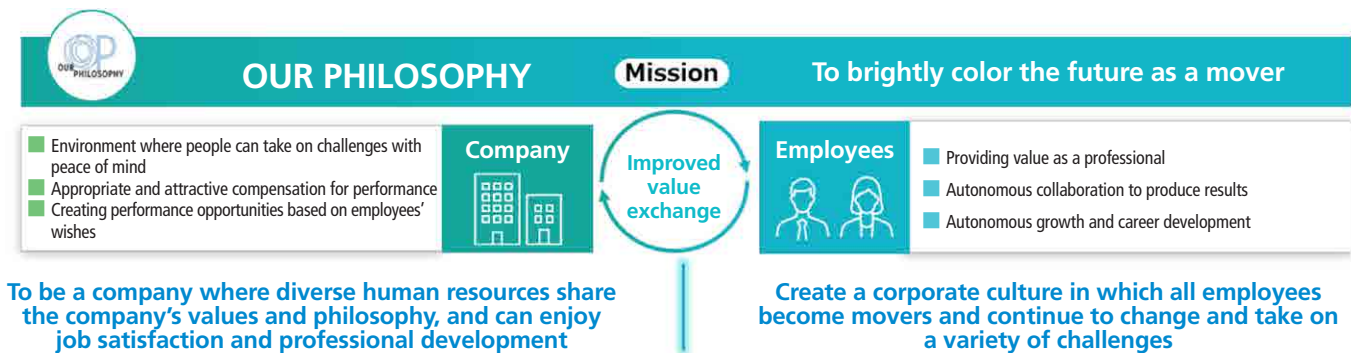 OUR PHILOSOPHY
OUR PHILOSOPHY
Mission
To brightly color the future as a mover
Environment where people can take on challenges with
peace of mind
Appropriate and attractive compensation for performance
Creating performance opportunities based on employees'
wishes
Company
Improved
value
exchange
Employees
Providing value as a professional
Autonomous collaboration to produce results
Autonomous growth and career development
To be a company where diverse human resources share
the company's values and philosophy, and can enjoy
job satisfaction and professional development
Create a corporate culture in which all employees
become movers and continue to change and take on
a variety of challenges